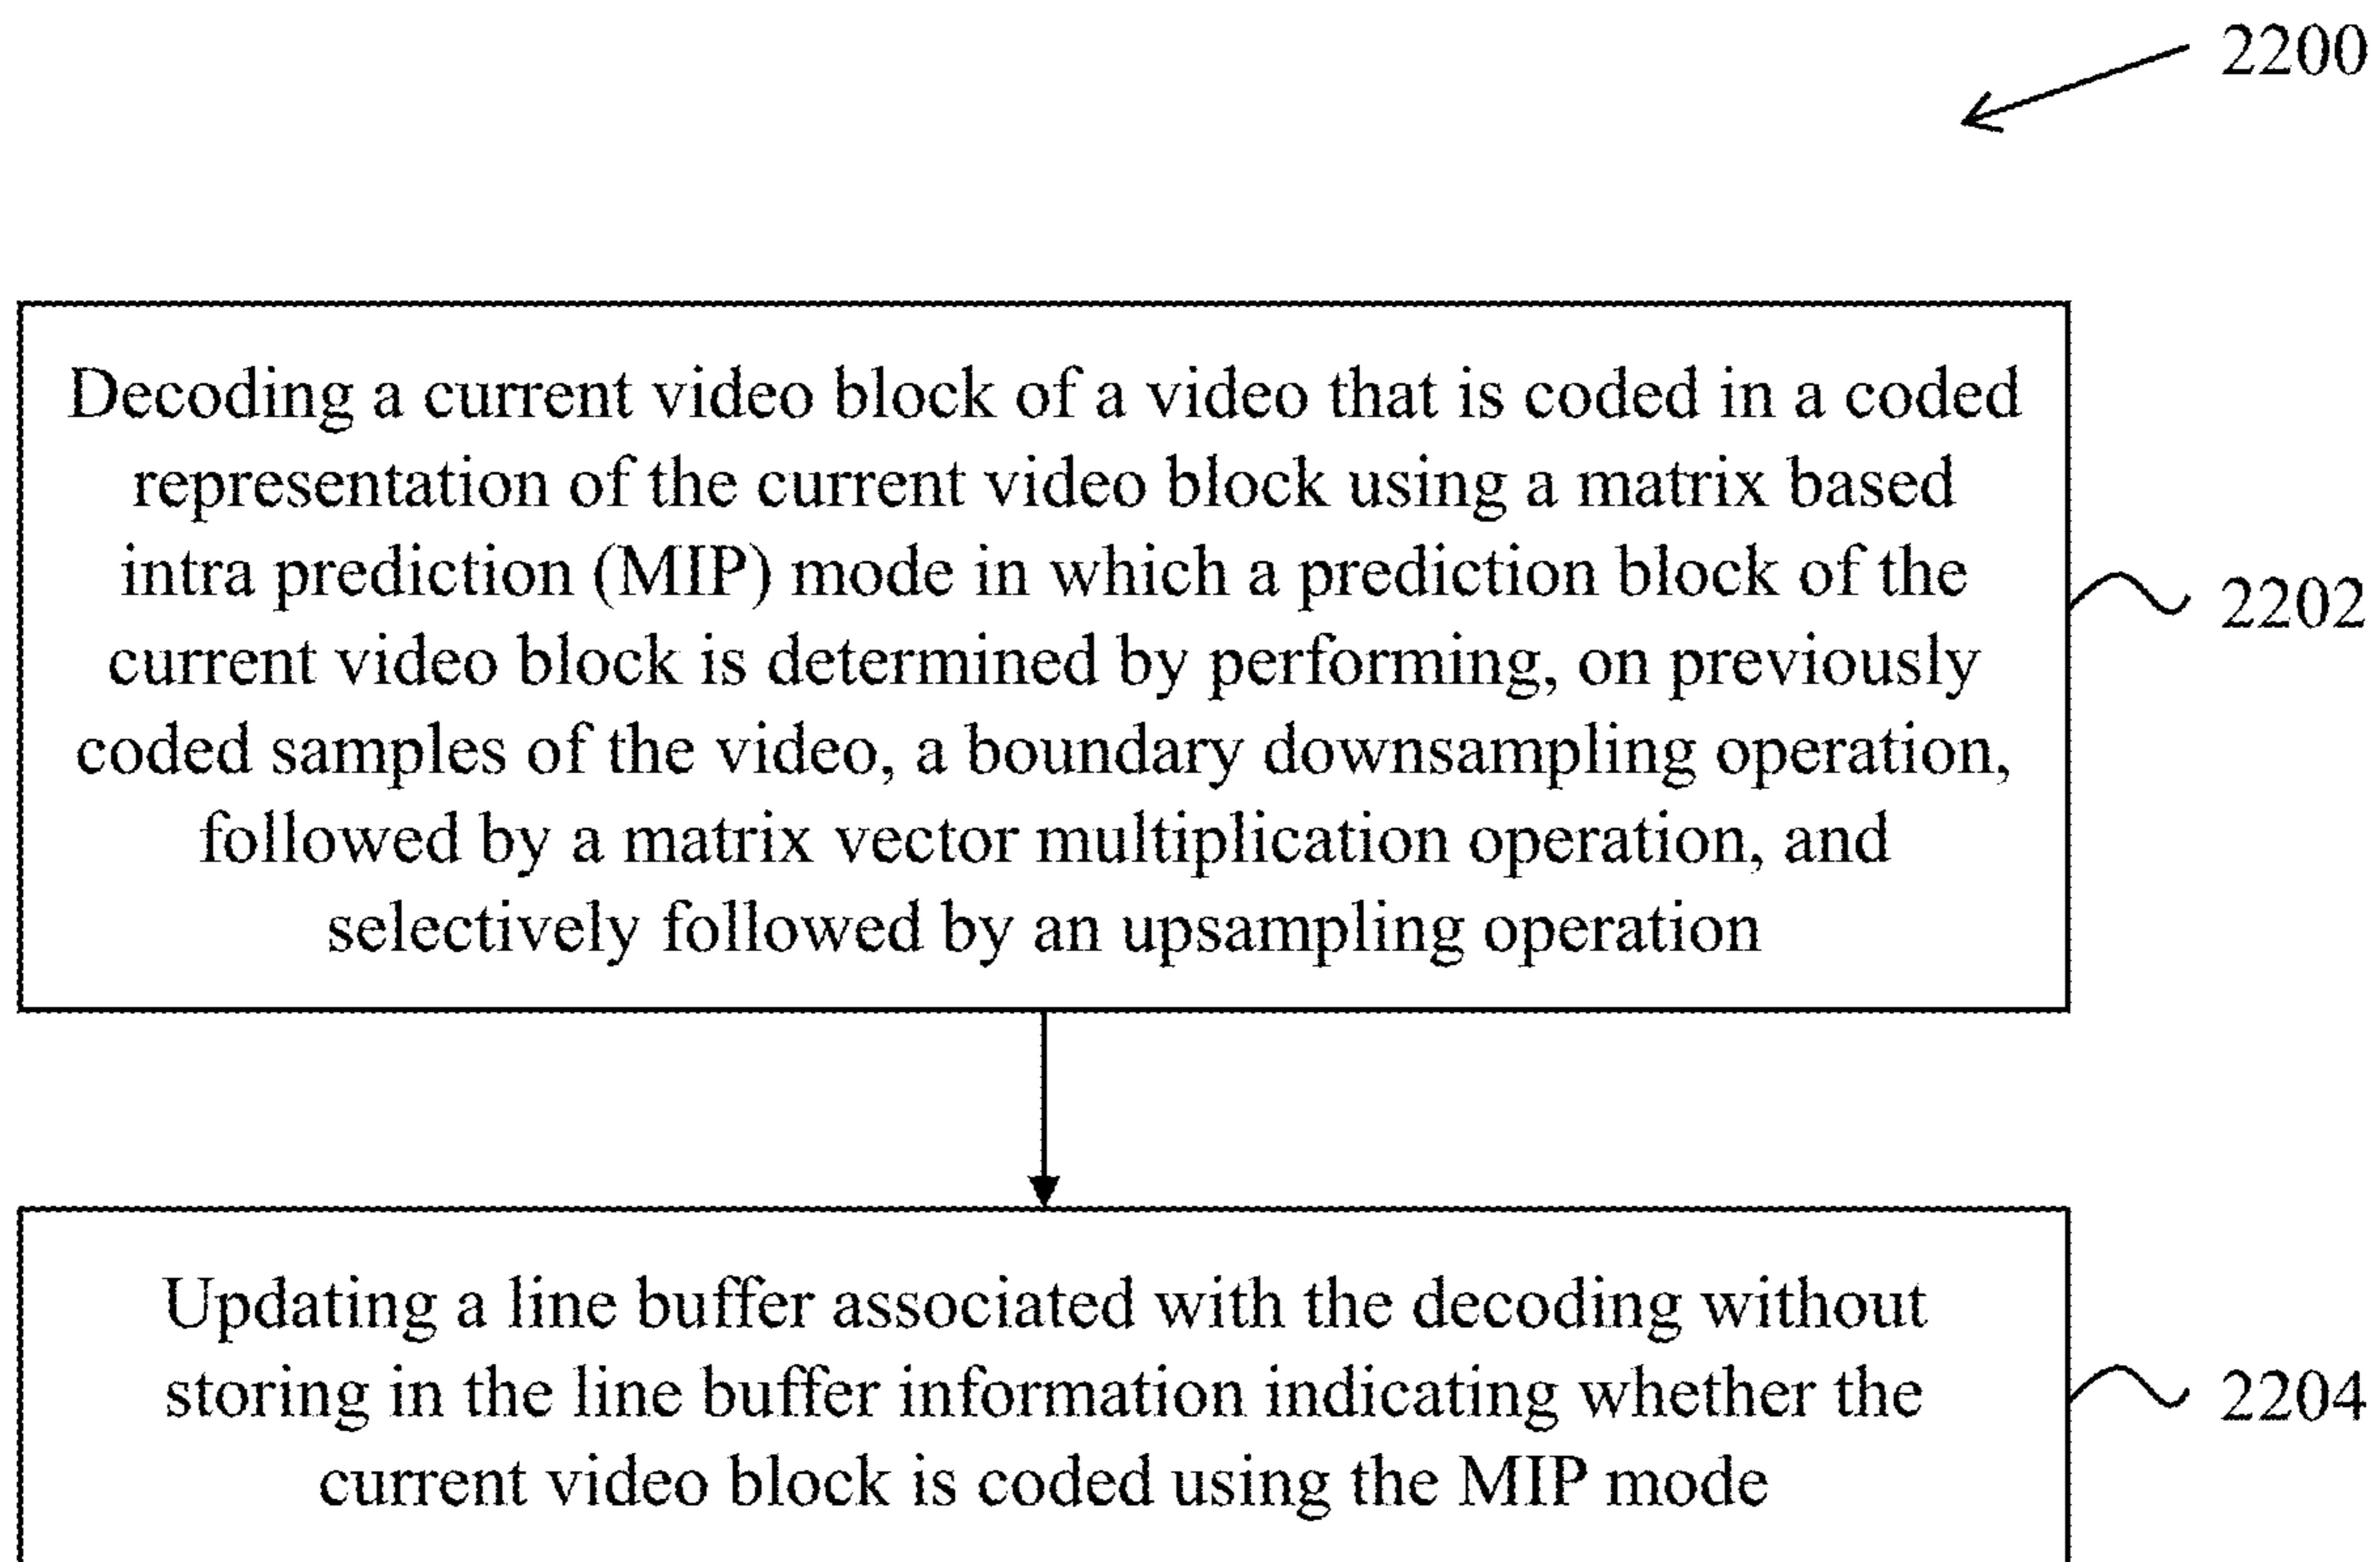 2200
Decoding a current video block of a video that is coded in a coded
representation of the current video block using a matrix based
intra prediction (MIP) mode in which a prediction block of the
current video block is determined by performing, on previously
coded samples of the video, a boundary downsampling operation,
followed by a matrix vector multiplication operation, and
selectively followed by an upsampling operation
2202
Updating a line buffer associated with the decoding without
storing in the line buffer information indicating whether the
current video block is coded using the MIP mode
2204